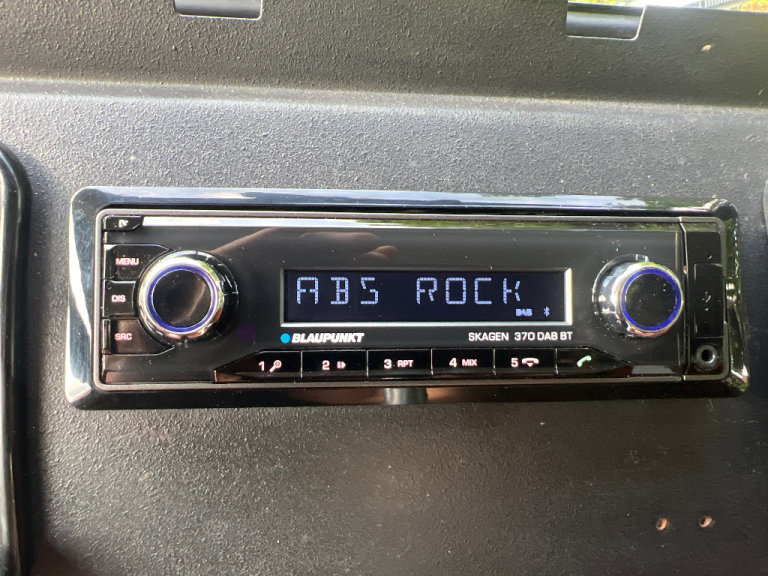 MENU
DIS
SRC
ABS ROCK
DAB
BLAUPUNKT
SKAGEN 370 DAB BT
1
2
3 RPT
4 MIX
5